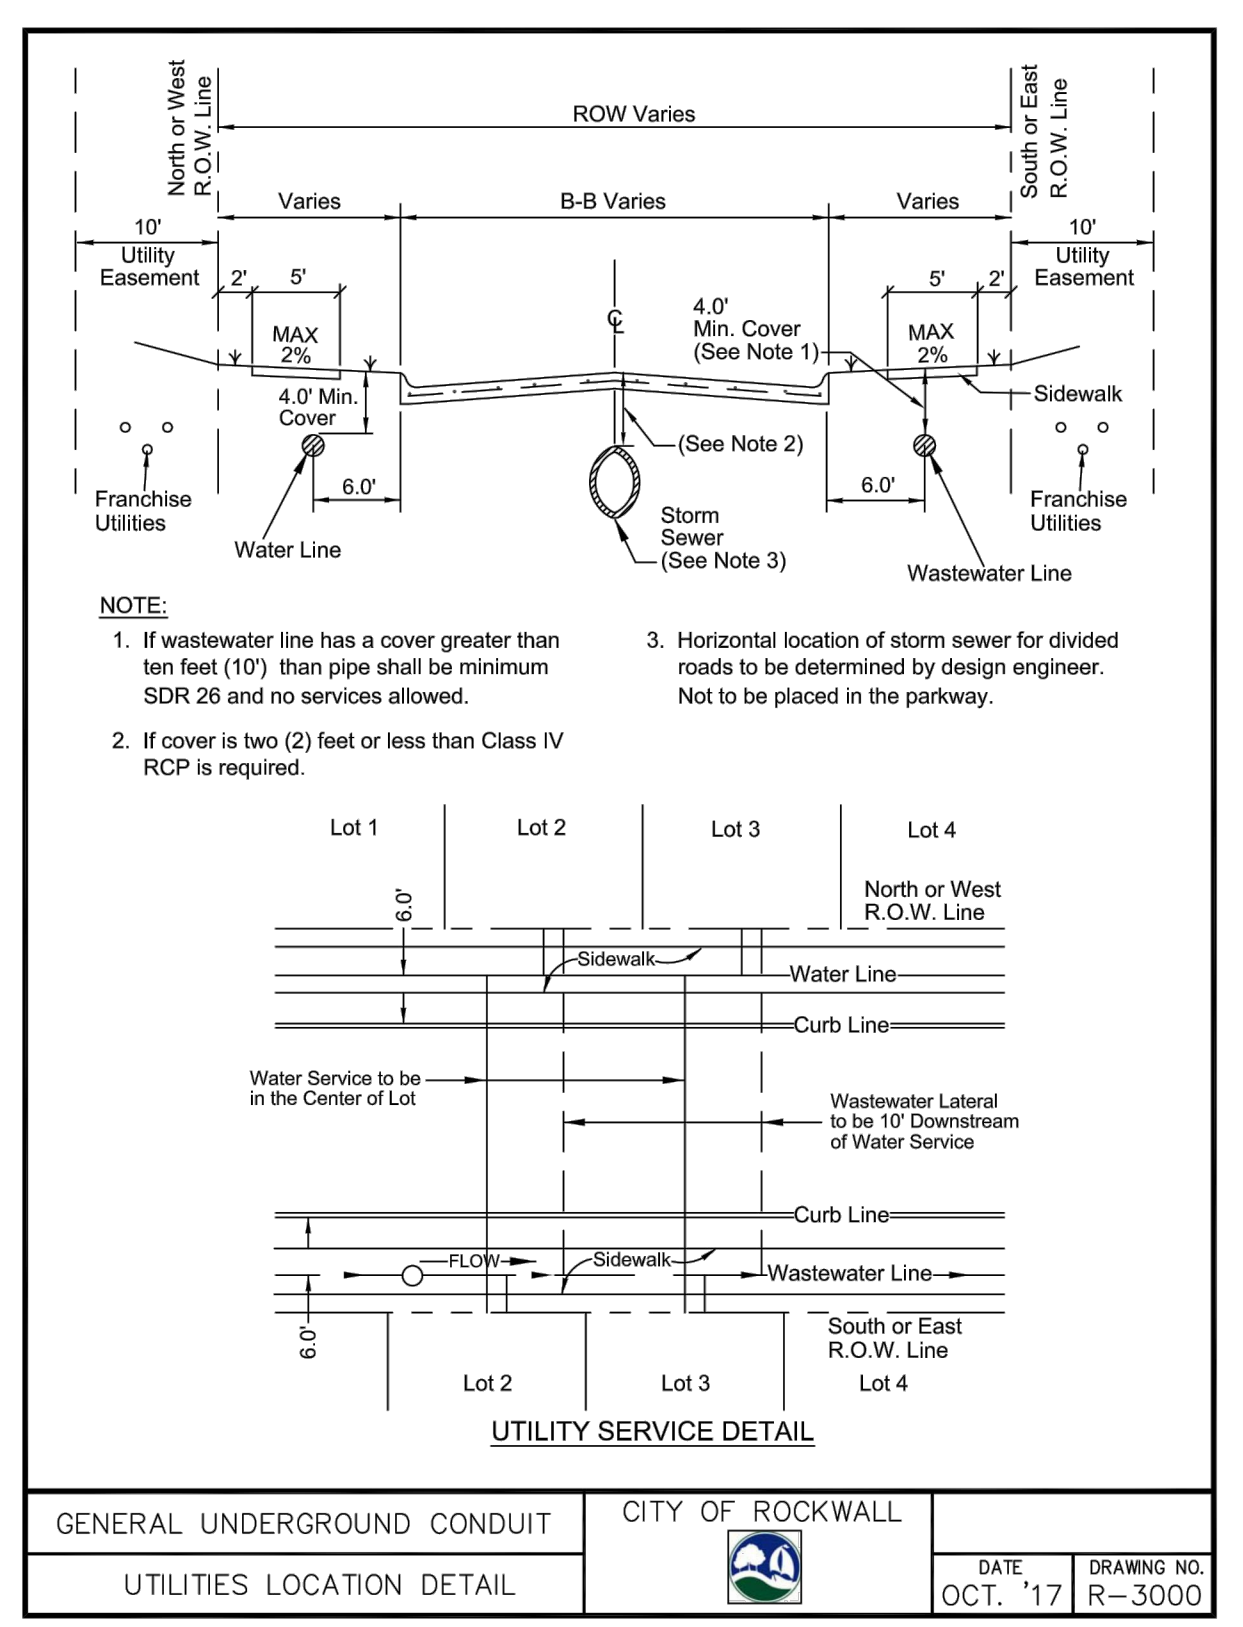 North or West
R.O.W. Line
ROW Varies
South or East
R.O.W. Line
Varies
B-B Varies
Varies
10'
Utility
Easement
10'
Utility
Easement
2'
5'
5'
2'
MAX
2%
℄
4.0'
Min. Cover
(See Note 1)
MAX
2%
4.0' Min.
Cover
Sidewalk
(See Note 2)
6.0'
6.0'
Franchise
Utilities
Franchise
Utilities
Storm
Sewer
(See Note 3)
Water Line
Wastewater Line
NOTE:
1. If wastewater line has a cover greater than
ten feet (10') than pipe shall be minimum
SDR 26 and no services allowed.
2. If cover is two (2) feet or less than Class IV
RCP is required.
3. Horizontal location of storm sewer for divided
roads to be determined by design engineer.
Not to be placed in the parkway.
Lot 1
Lot 2
Lot 3
Lot 4
6.0'
North or West
R.O.W. Line
Sidewalk
Water Line
Curb Line
Water Service to be
in the Center of Lot
Wastewater Lateral
to be 10' Downstream
of Water Service
Curb Line
FLOW
Sidewalk
Wastewater Line
6.0'
South or East
R.O.W. Line
Lot 2
Lot 3
Lot 4
UTILITY SERVICE DETAIL
GENERAL UNDERGROUND CONDUIT
UTILITIES LOCATION DETAIL
CITY OF ROCKWALL
DATE
OCT. '17
DRAWING NO.
R-3000